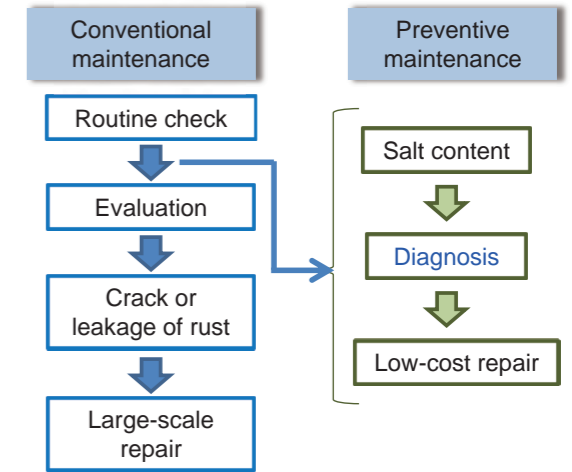 Conventional
maintenance
Routine check
Evaluation
Crack or
leakage of rust
Large-scale
repair
Preventive
maintenance
Salt content
Diagnosis
Low-cost repair